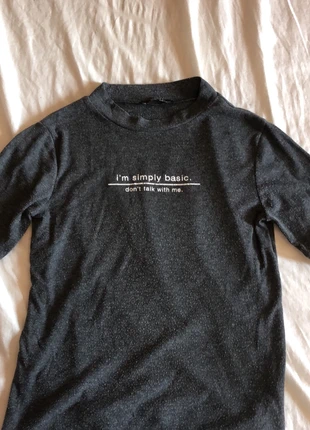 i'm simply basic.
don't talk with me.